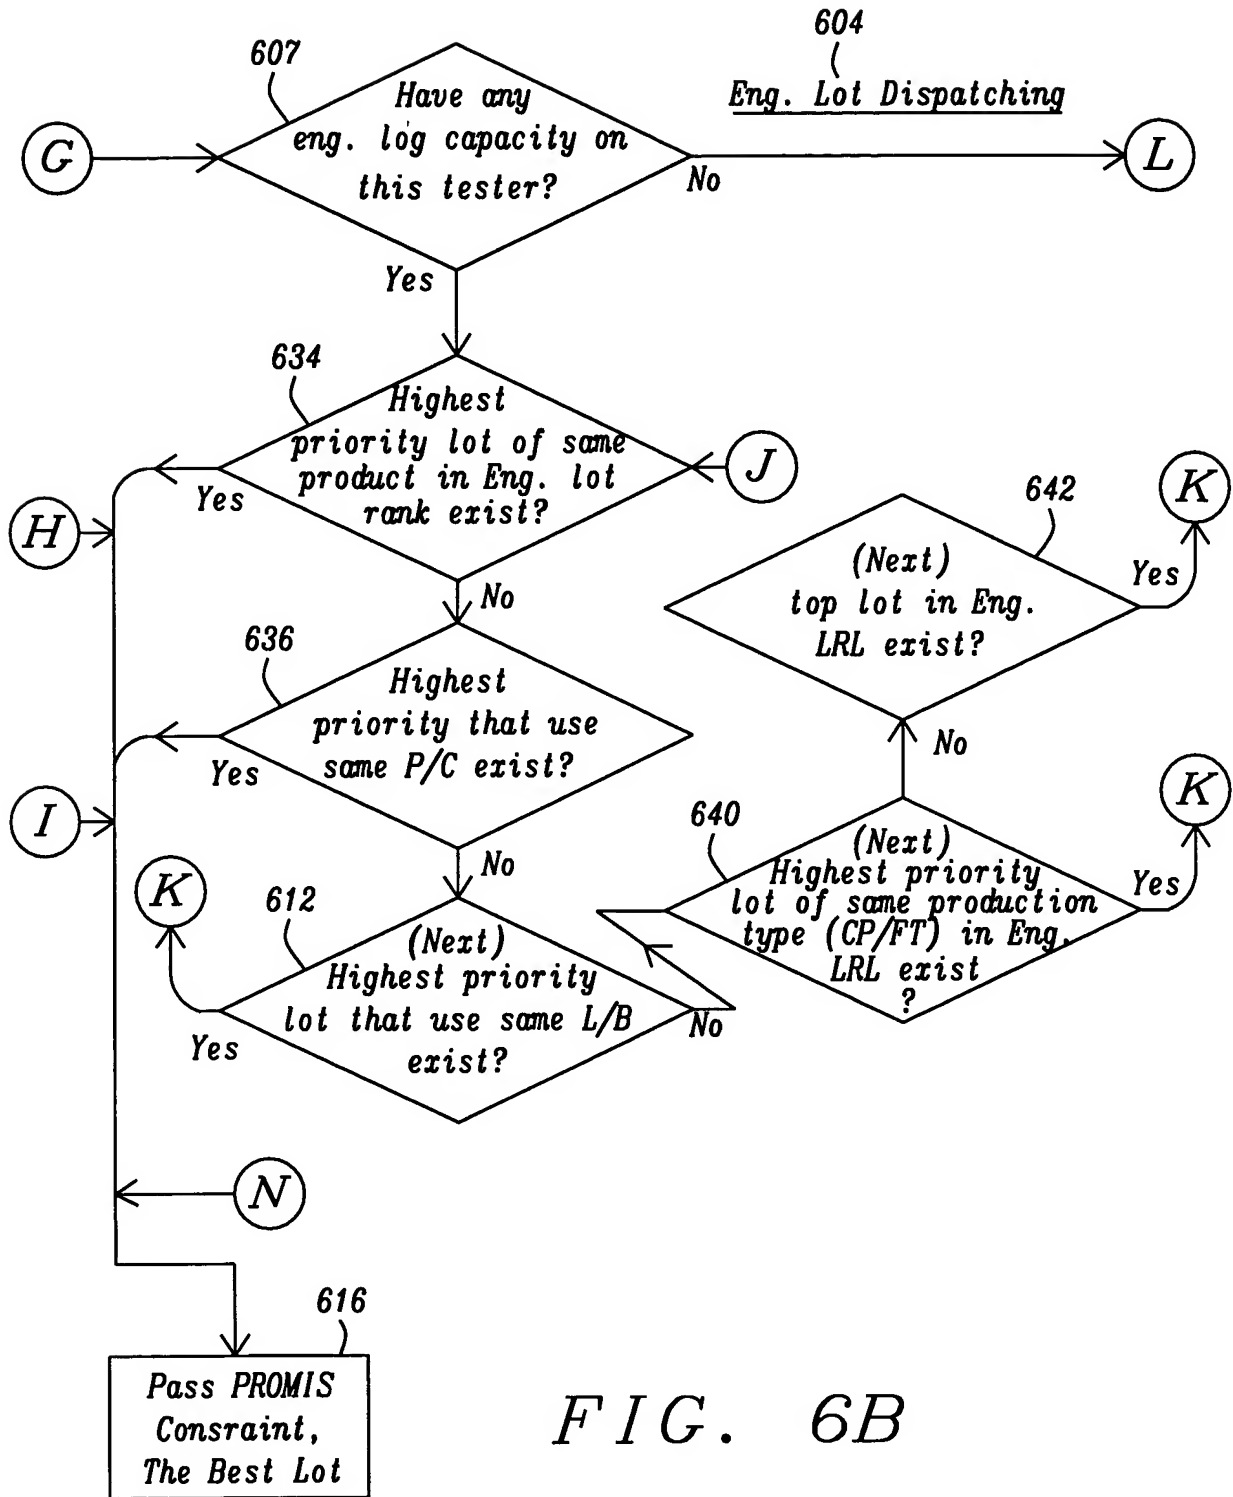 604
607
Eng. Lot Dispatching
Have any
eng. log capacity on
this tester?
G
L
No
Yes
634
Highest
priority lot of same
product in Eng. lot
rank exist?
J
Yes
H
No
642
K
(Next)
top lot in Eng.
LRL exist?
Yes
636
Highest
priority that use
same P/C exist?
Yes
I
No
No
640
K
(Next)
Highest priority
lot of same production
type (CP/FT) in Eng.
LRL exist
?
Yes
K
612
(Next)
Highest priority
lot that use same L/B
exist?
Yes
No
N
616
Pass PROMIS
Consraint,
The Best Lot
FIG. 6B